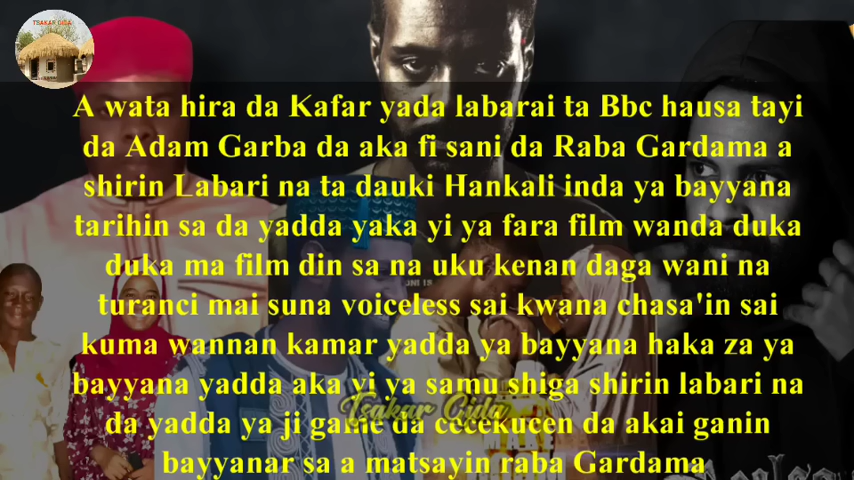 TSAKAR GIDA
A wata hira da Kafar yada labarai ta Bbc hausa tayi
da Adam Garba da aka fi sani da Raba Gardama a
shirin Labari na ta dauki Hankali inda ya bayyana
tarihin sa da yadda yaka yi ya fara film wanda duka
duka ma film din sa na uku kenan daga wani na
turanci mai suna voiceless sai kwana chasa'in sai
kuma wannan kamar yadda ya bayyana haka za ya
bayyana yadda aka yi ya samu shiga shirin labari na
da yadda ya ji game da cecekucen da akai ganin
bayyanar sa a matsayin raba Gardama
Tsakar Gida